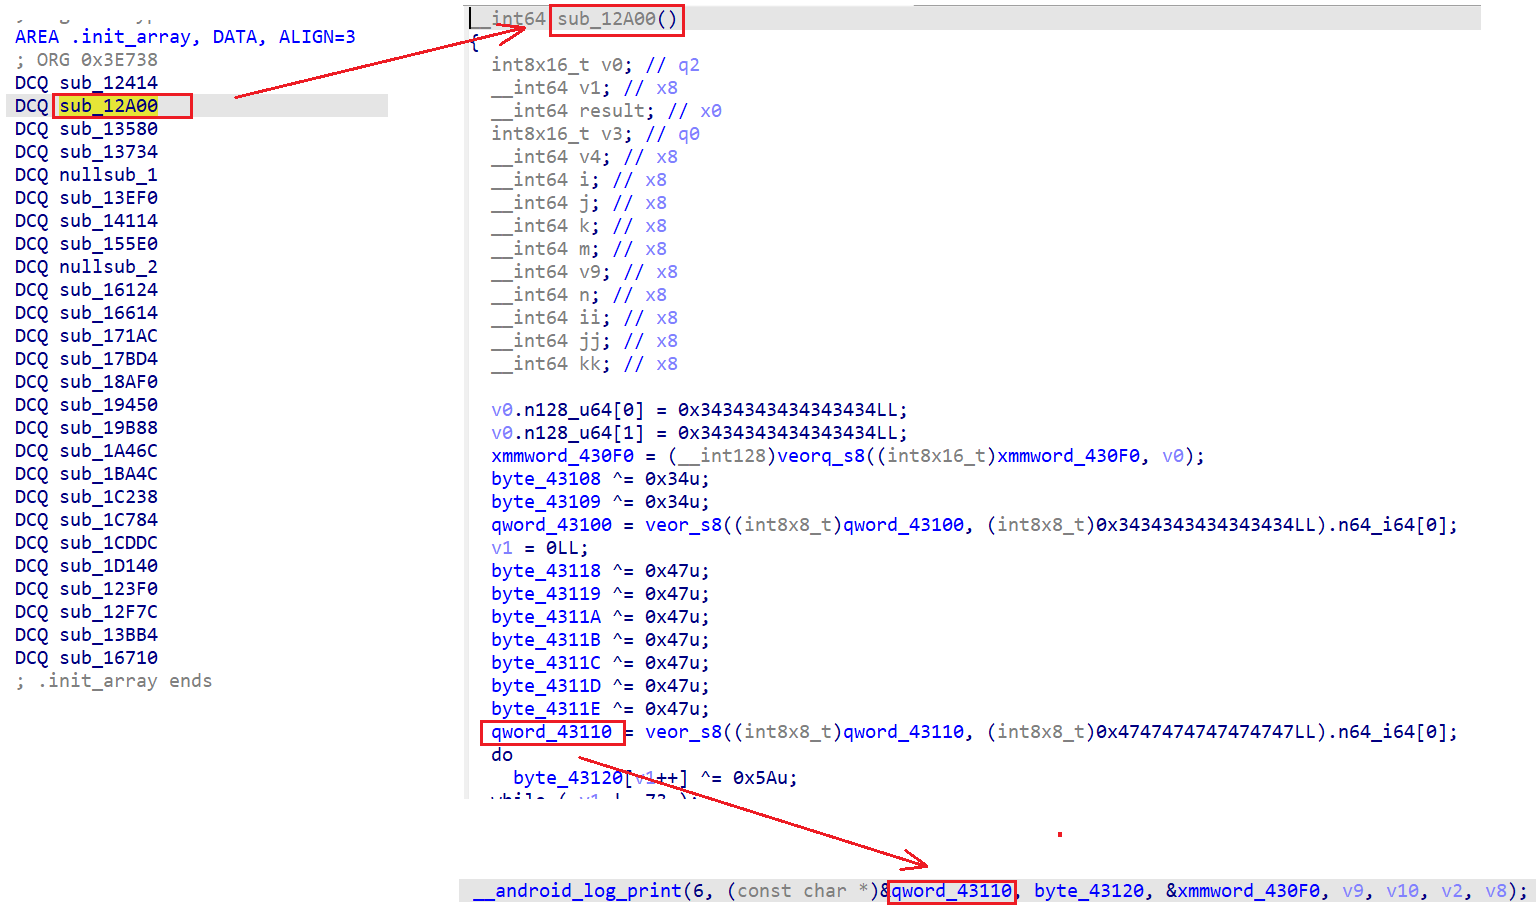 AREA .init_array, DATA, ALIGN=3
; ORG 0x3E738
DCQ sub_12414
DCQ sub_12A00
DCQ sub_13580
DCQ sub_13734
DCQ nullsub_1
DCQ sub_13EF0
DCQ sub_14114
DCQ sub_155E0
DCQ nullsub_2
DCQ sub_16124
DCQ sub_16614
DCQ sub_171AC
DCQ sub_17BD4
DCQ sub_18AF0
DCQ sub_19450
DCQ sub_19B88
DCQ sub_1A46C
DCQ sub_1BA4C
DCQ sub_1C238
DCQ sub_1C784
DCQ sub_1CDDC
DCQ sub_1D140
DCQ sub_123F0
DCQ sub_12F7C
DCQ sub_13BB4
DCQ sub_16710
; .init_array ends
__int64 sub_12A00()
{
int8x16_t v0; // q2
__int64 v1; // x8
__int64 result; // x0
int8x16_t v3; // q0
__int64 v4; // x8
__int64 i; // x8
__int64 j; // x8
__int64 k; // x8
__int64 m; // x8
__int64 v9; // x8
__int64 n; // x8
__int64 ii; // x8
__int64 jj; // x8
__int64 kk; // x8
v0.n128_u64[0] = 0x3434343434343434LL;
v0.n128_u64[1] = 0x3434343434343434LL;
xmmword_430F0 = (__int128)veorq_s8((int8x16_t)xmmword_430F0, v0);
byte_43108 ^= 0x34u;
byte_43109 ^= 0x34u;
qword_43100 = veor_s8((int8x8_t)qword_43100, (int8x8_t)0x3434343434343434LL).n64_i64[0];
v1 = 0LL;
byte_43118 ^= 0x47u;
byte_43119 ^= 0x47u;
byte_4311A ^= 0x47u;
byte_4311B ^= 0x47u;
byte_4311C ^= 0x47u;
byte_4311D ^= 0x47u;
byte_4311E ^= 0x47u;
qword_43110 = veor_s8((int8x8_t)qword_43110, (int8x8_t)0x4747474747474747LL).n64_i64[0];
do
byte_43120[v1++] ^= 0x5Au;
__android_log_print(6, (const char *)&qword_43110, byte_43120, &xmmword_430F0, v9, v10, v2, v8);